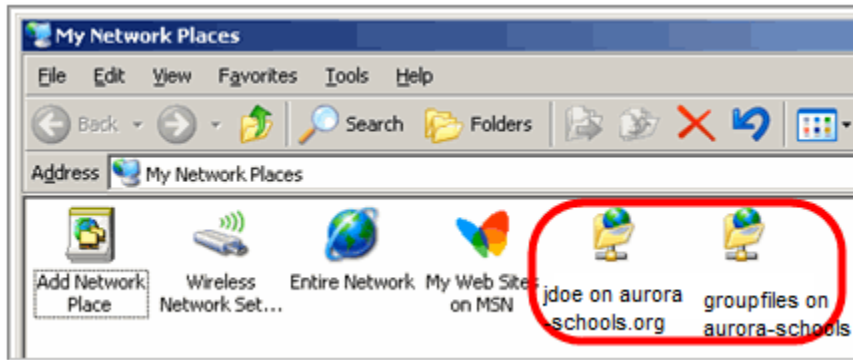 My Network Places
File Edit View Favorites Tools Help
Back Search Folders
Address My Network Places
Add Network Place
Wireless Network Set...
Entire Network
My Web Sites on MSN
jdoe on aurora
-schools.org
groupfiles on
aurora-schools